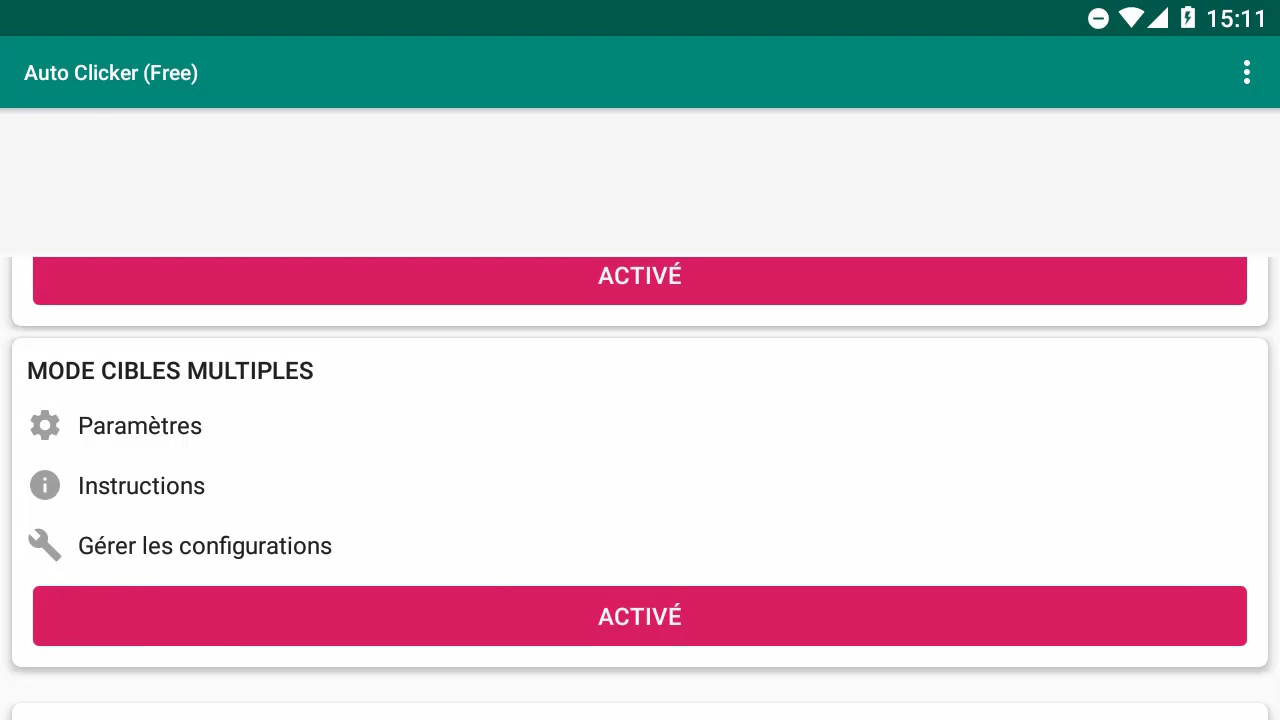 15:11
Auto Clicker (Free)
ACTIVÉ
MODE CIBLES MULTIPLES
Paramètres
Instructions
Gérer les configurations
ACTIVÉ